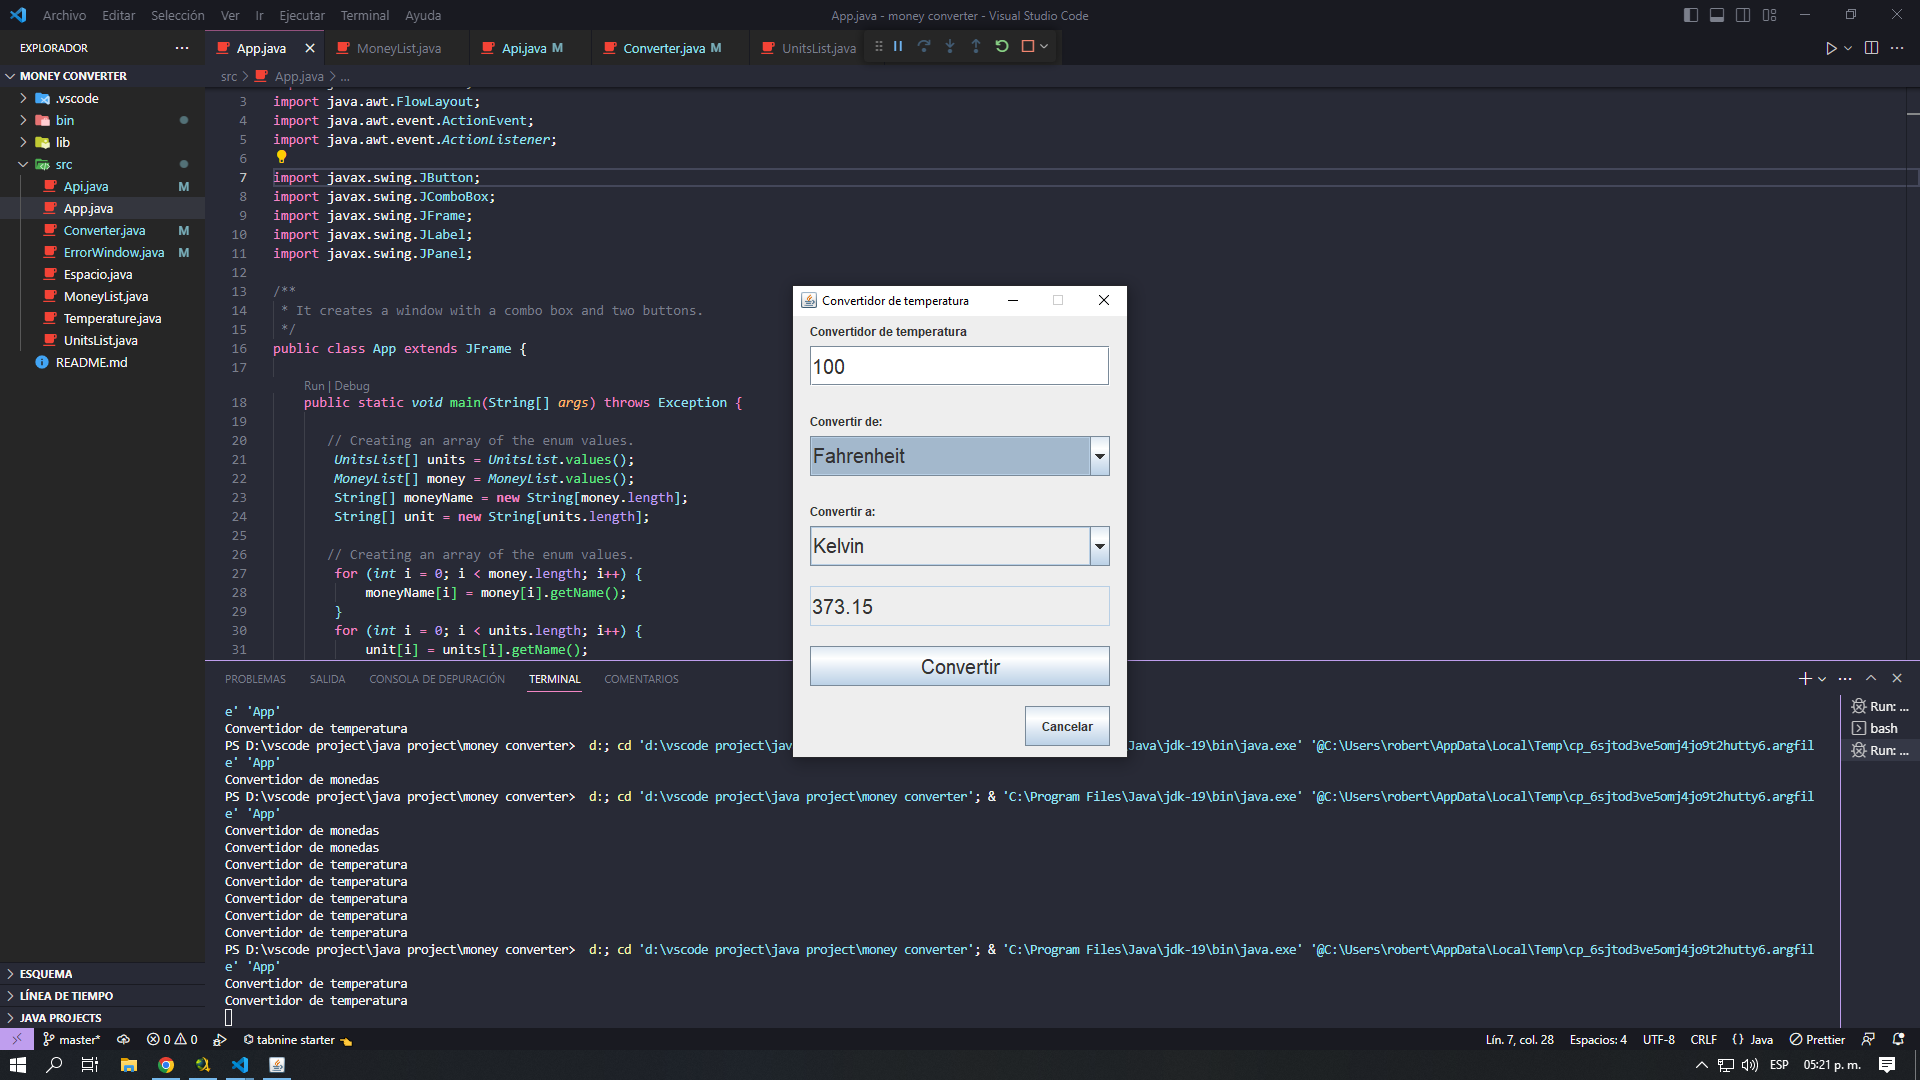 Archivo Editar Selección Ver Ir Ejecutar Terminal Ayuda
App.java - money converter - Visual Studio Code
EXPLORADOR
App.java
MoneyList.java
Api.java M
Converter.java M
UnitsList.java
MONEY CONVERTER
.vscode
bin
lib
src
Api.java M
App.java
Converter.java M
ErrorWindow.java M
Espacio.java
MoneyList.java
Temperature.java
UnitsList.java
README.md
ESQUEMA
LÍNEA DE TIEMPO
JAVA PROJECTS
src > App.java > ...
3 import java.awt.FlowLayout;
4 import java.awt.event.ActionEvent;
5 import java.awt.event.ActionListener;
6
7 import javax.swing.JButton;
8 import javax.swing.JComboBox;
9 import javax.swing.JFrame;
10 import javax.swing.JLabel;
11 import javax.swing.JPanel;
12
13 /**
14 * It creates a window with a combo box and two buttons.
15 */
16 public class App extends JFrame {
17
Run | Debug
18 public static void main(String[] args) throws Exception {
19
20 // Creating an array of the enum values.
21 UnitsList[] units = UnitsList.values();
22 MoneyList[] money = MoneyList.values();
23 String[] moneyName = new String[money.length];
24 String[] unit = new String[units.length];
25
26 // Creating an array of the enum values.
27 for (int i = 0; i < money.length; i++) {
28 moneyName[i] = money[i].getName();
29 }
30 for (int i = 0; i < units.length; i++) {
31 unit[i] = units[i].getName();
Convertidor de temperatura
Convertidor de temperatura
100
Convertir de:
Fahrenheit
Convertir a:
Kelvin
373.15
Convertir
Cancelar
PROBLEMAS SALIDA CONSOLA DE DEPURACIÓN TERMINAL COMENTARIOS
e' 'App'
Convertidor de temperatura
PS D:\vscode project\java project\money converter> d:; cd 'd:\vscode project\jav
Java\jdk-19\bin\java.exe' '@C:\Users\robert\AppData\Local\Temp\cp_6sjtod3ve5omj4jo9t2hutty6.argfil
e' 'App'
Convertidor de monedas
PS D:\vscode project\java project\money converter> d:; cd 'd:\vscode project\java project\money converter'; & 'C:\Program Files\Java\jdk-19\bin\java.exe' '@C:\Users\robert\AppData\Local\Temp\cp_6sjtod3ve5omj4jo9t2hutty6.argfil
e' 'App'
Convertidor de monedas
Convertidor de monedas
Convertidor de temperatura
Convertidor de temperatura
Convertidor de temperatura
Convertidor de temperatura
Convertidor de temperatura
PS D:\vscode project\java project\money converter> d:; cd 'd:\vscode project\java project\money converter'; & 'C:\Program Files\Java\jdk-19\bin\java.exe' '@C:\Users\robert\AppData\Local\Temp\cp_6sjtod3ve5omj4jo9t2hutty6.argfil
e' 'App'
Convertidor de temperatura
Convertidor de temperatura
Run: ...
bash
Run: ...
master* 0 0 tabnine starter
Lín. 7, col. 28 Espacios: 4 UTF-8 CRLF {} Java Prettier
ESP 05:21 p. m.